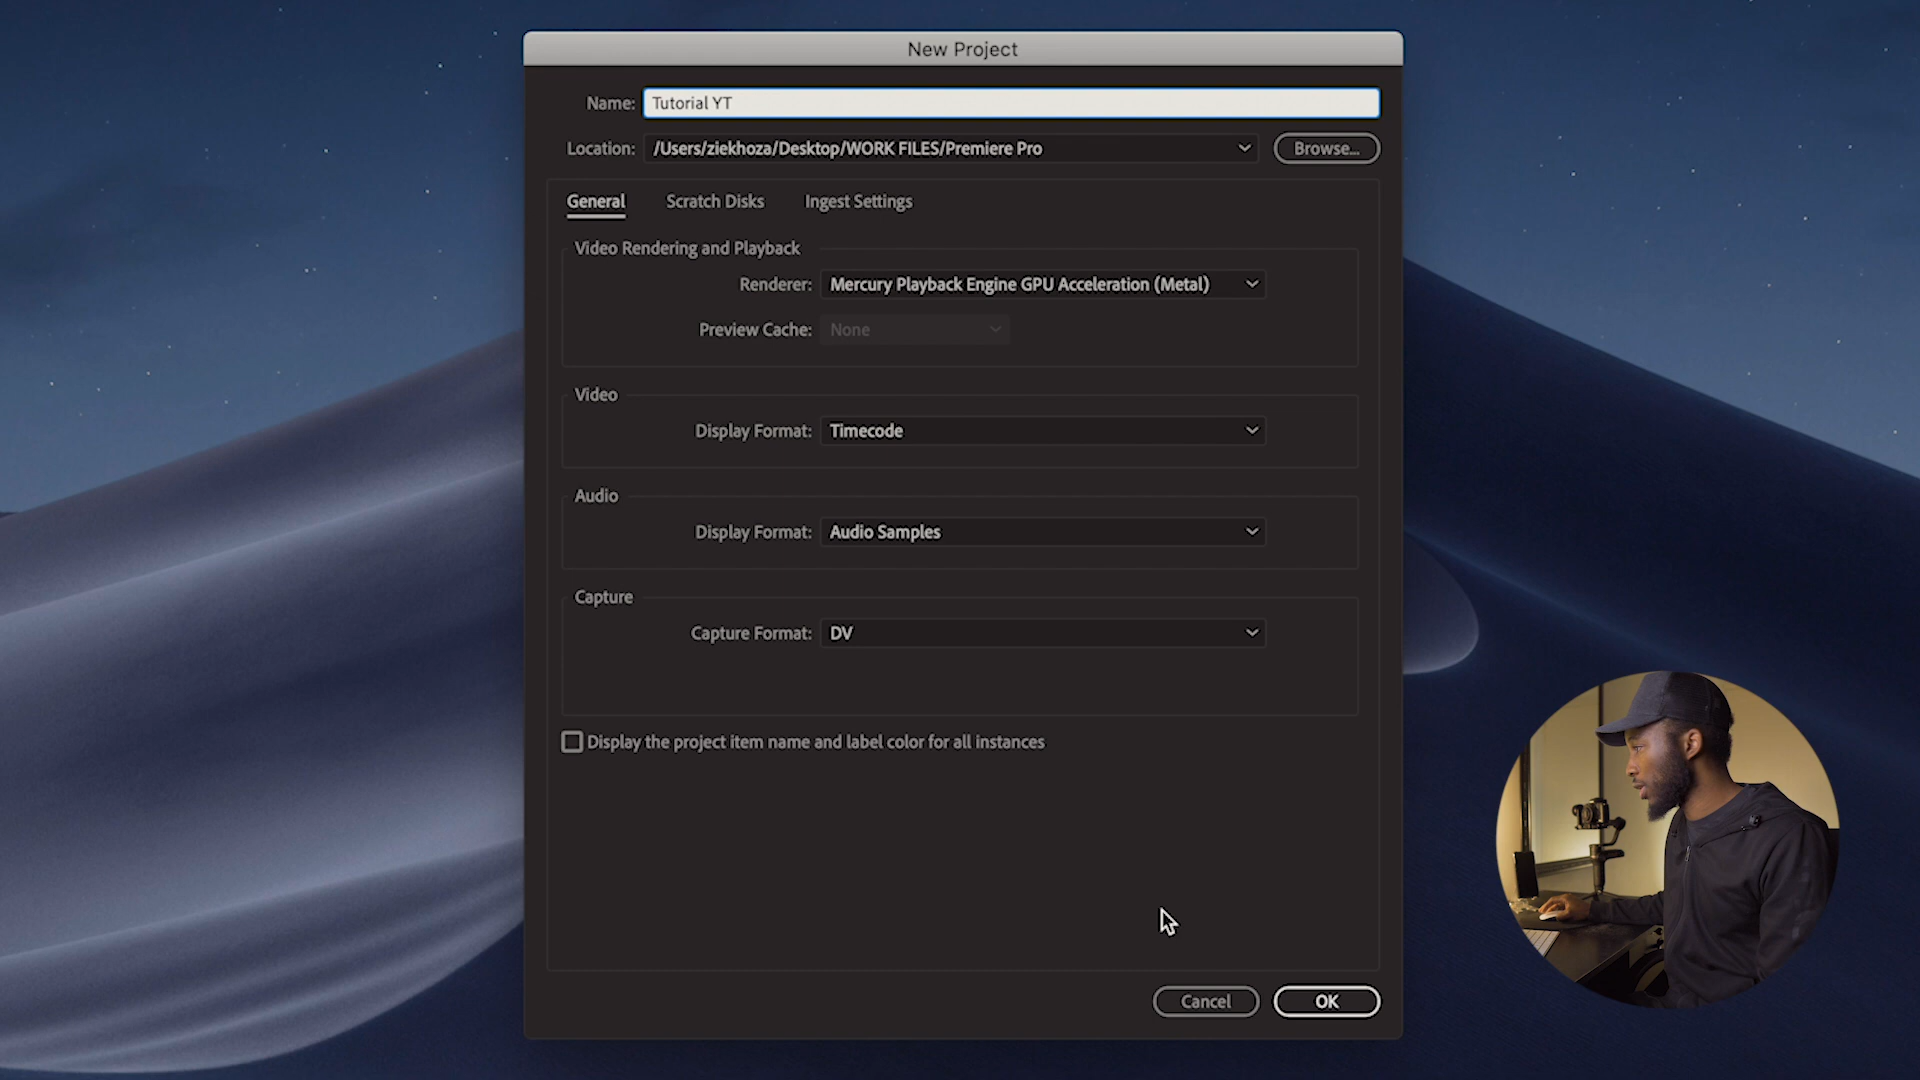 New Project
Name: Tutorial YT
Location: /Users/ziekhoza/Desktop/WORK FILES/Premiere Pro Browse...
General Scratch Disks Ingest Settings
Video Rendering and Playback
Renderer: Mercury Playback Engine GPU Acceleration (Metal)
Preview Cache: None
Video
Display Format: Timecode
Audio
Display Format: Audio Samples
Capture
Capture Format: DV
Display the project item name and label color for all instances
Cancel OK